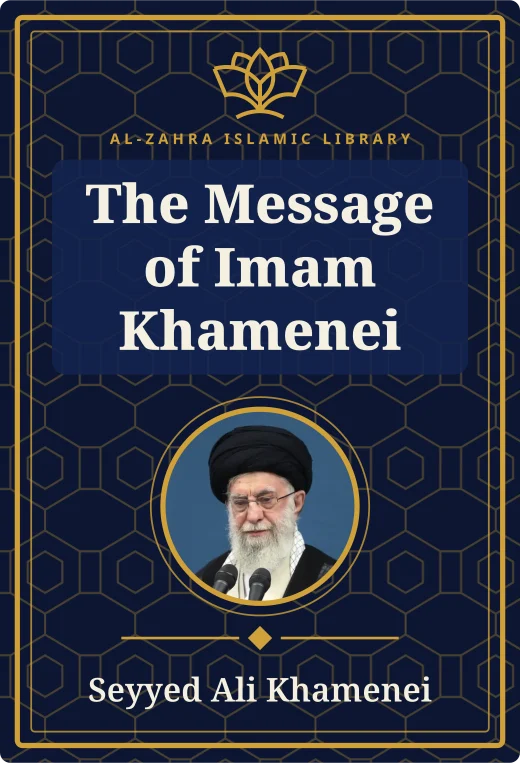 AL-ZAHRA ISLAMIC LIBRARY
The Message
of Imam
Khamenei
Seyyed Ali Khamenei